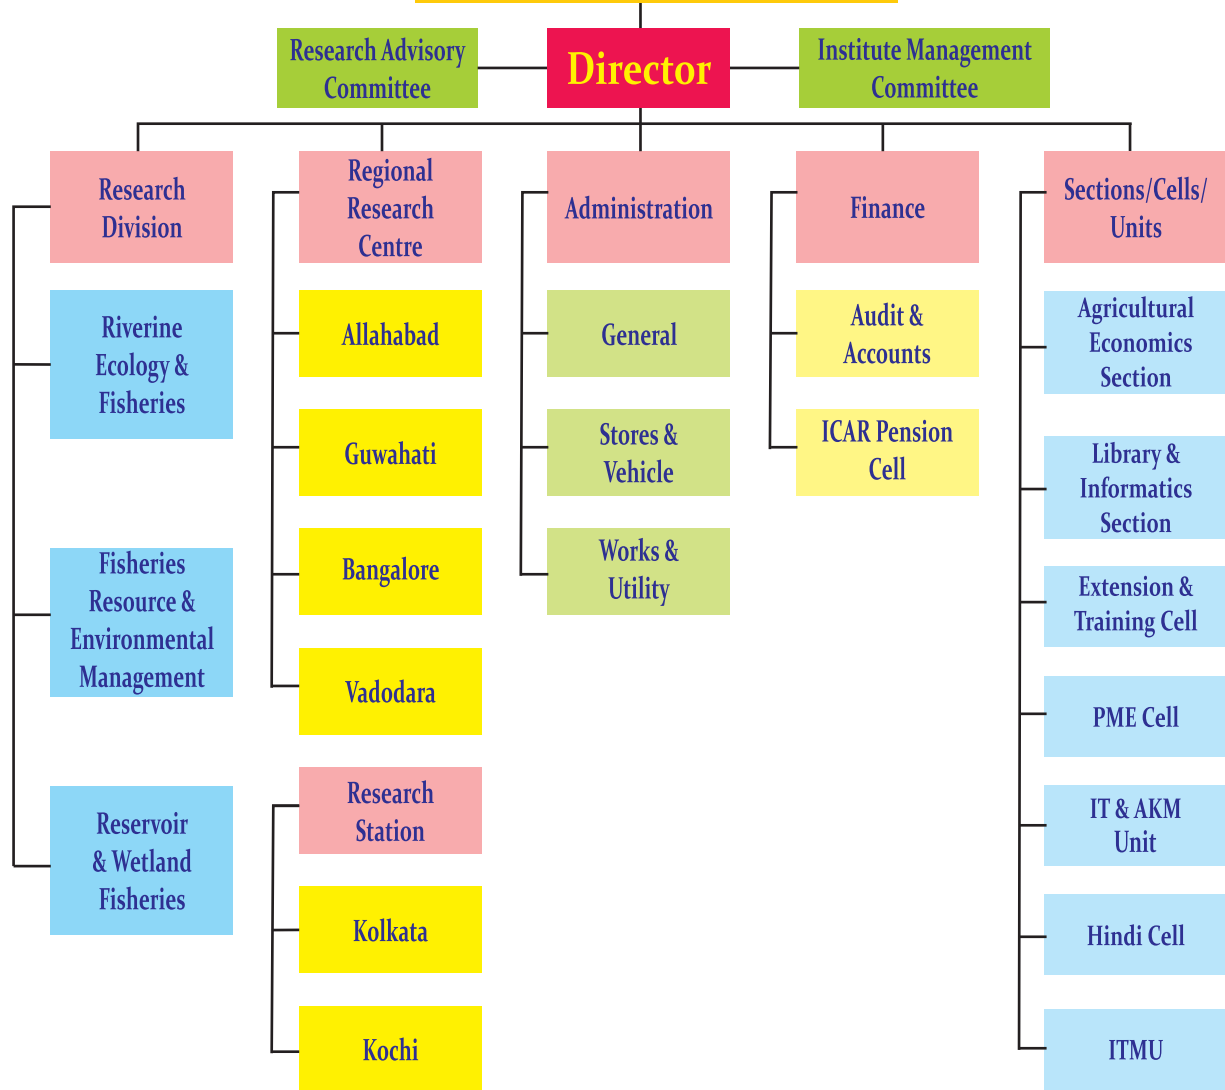 Research Advisory
Committee
Director
Institute Management
Committee
Research
Division
Riverine
Ecology &
Fisheries
Fisheries
Resource &
Environmental
Management
Reservoir
& Wetland
Fisheries
Regional
Research
Centre
Allahabad
Guwahati
Bangalore
Vadodara
Research
Station
Kolkata
Kochi
Administration
General
Stores &
Vehicle
Works &
Utility
Finance
Audit &
Accounts
ICAR Pension
Cell
Sections/Cells/
Units
Agricultural
Economics
Section
Library &
Informatics
Section
Extension &
Training Cell
PME Cell
IT & AKM
Unit
Hindi Cell
ITMU